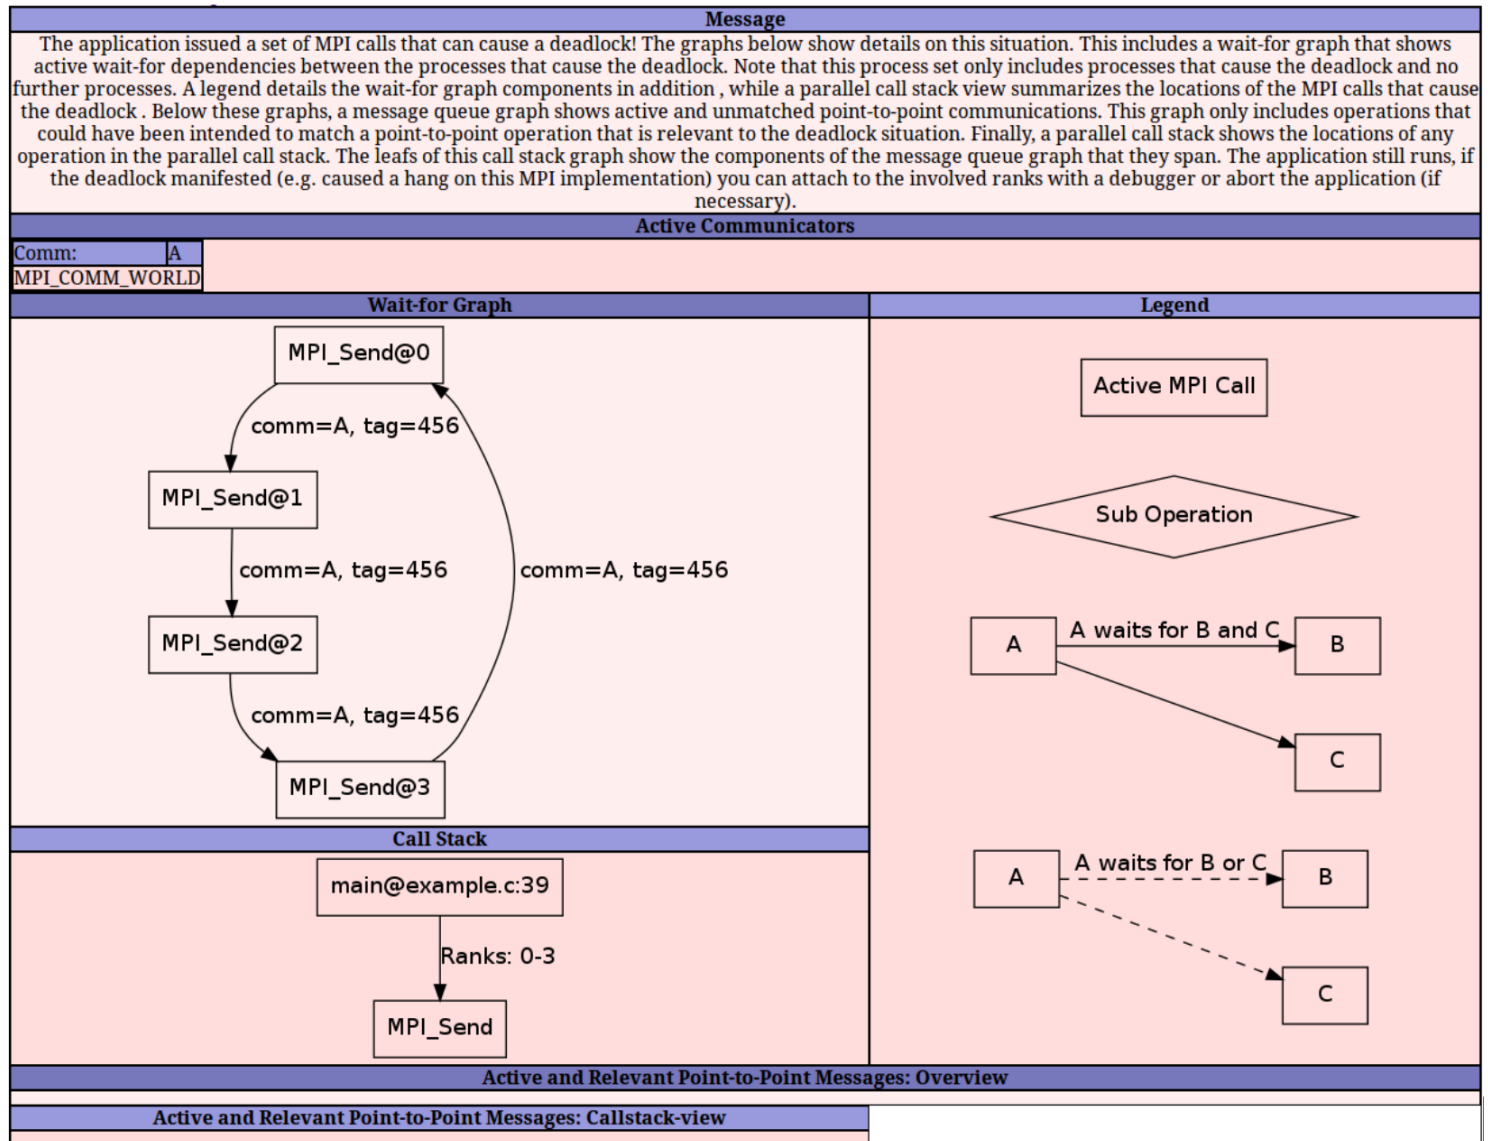 Message
The application issued a set of MPI calls that can cause a deadlock! The graphs below show details on this situation. This includes a wait-for graph that shows
active wait-for dependencies between the processes that cause the deadlock. Note that this process set only includes processes that cause the deadlock and no
further processes. A legend details the wait-for graph components in addition , while a parallel call stack view summarizes the locations of the MPI calls that cause
the deadlock . Below these graphs, a message queue graph shows active and unmatched point-to-point communications. This graph only includes operations that
could have been intended to match a point-to-point operation that is relevant to the deadlock situation. Finally, a parallel call stack shows the locations of any
operation in the parallel call stack. The leafs of this call stack graph show the components of the message queue graph that they span. The application still runs, if
the deadlock manifested (e.g. caused a hang on this MPI implementation) you can attach to the involved ranks with a debugger or abort the application (if
necessary).
Active Communicators
Comm: A
MPI_COMM_WORLD
Wait-for Graph
MPI_Send@0
comm=A, tag=456
MPI_Send@1
comm=A, tag=456
comm=A, tag=456
MPI_Send@2
comm=A, tag=456
MPI_Send@3
Legend
Active MPI Call
Sub Operation
A waits for B and C
A
B
C
A waits for B or C
A
B
C
Call Stack
main@example.c:39
Ranks: 0-3
MPI_Send
Active and Relevant Point-to-Point Messages: Overview
Active and Relevant Point-to-Point Messages: Callstack-view